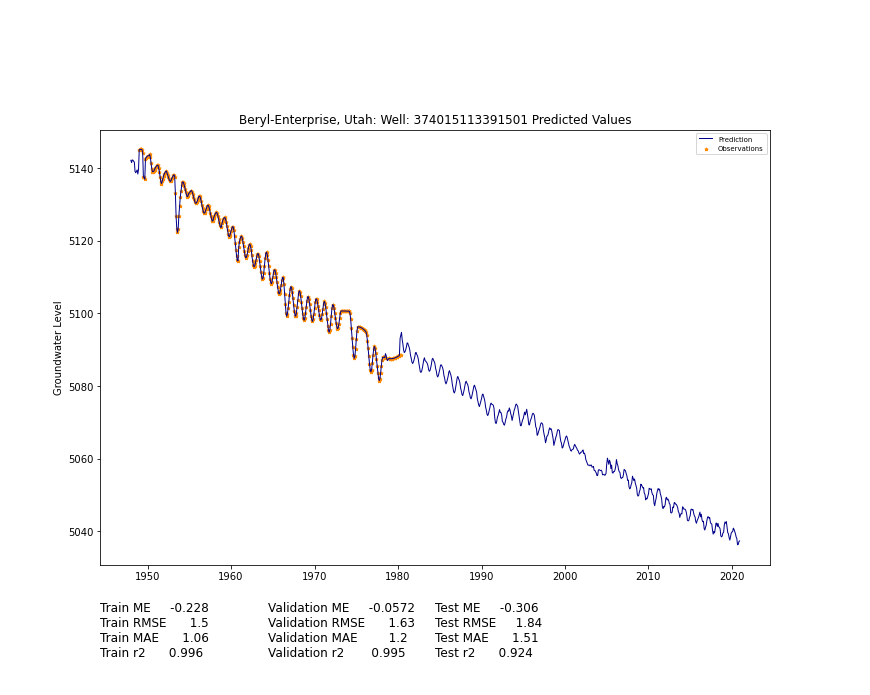 Beryl-Enterprise, Utah: Well: 374015113391501 Predicted Values
Prediction
Observations
Groundwater Level
5140
5120
5100
5080
5060
5040
1950 1960 1970 1980 1990 2000 2010 2020
Train ME -0.228 Validation ME -0.0572 Test ME -0.306
Train RMSE 1.5 Validation RMSE 1.63 Test RMSE 1.84
Train MAE 1.06 Validation MAE 1.2 Test MAE 1.51
Train r2 0.996 Validation r2 0.995 Test r2 0.924